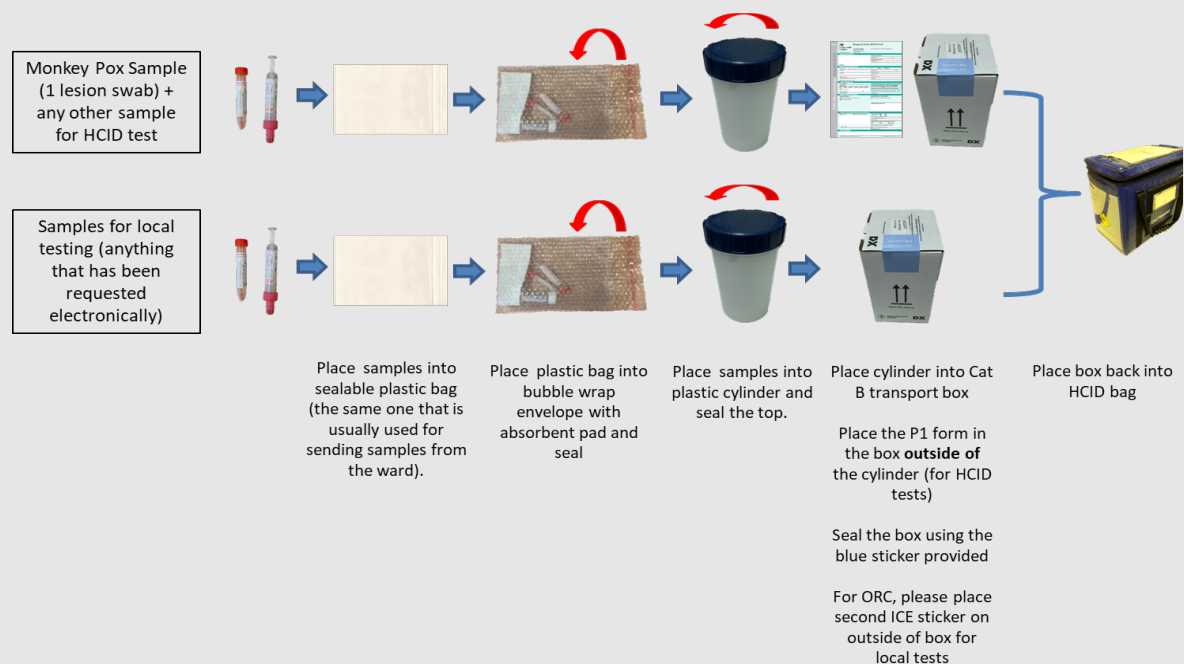 Monkey Pox Sample
(1 lesion swab) +
any other sample
for HCID test
DX
DX
Samples for local
testing (anything
that has been
requested
electronically)
DX
DX
Place samples into
sealable plastic bag
(the same one that is
usually used for
sending samples from
the ward).
Place plastic bag into
bubble wrap
envelope with
absorbent pad and
seal
Place samples into
plastic cylinder and
seal the top.
Place cylinder into Cat
B transport box
Place the P1 form in
the box outside of
the cylinder (for HCID
tests)
Seal the box using the
blue sticker provided
For ORC, please place
second ICE sticker on
outside of box for
local tests
Place box back into
HCID bag